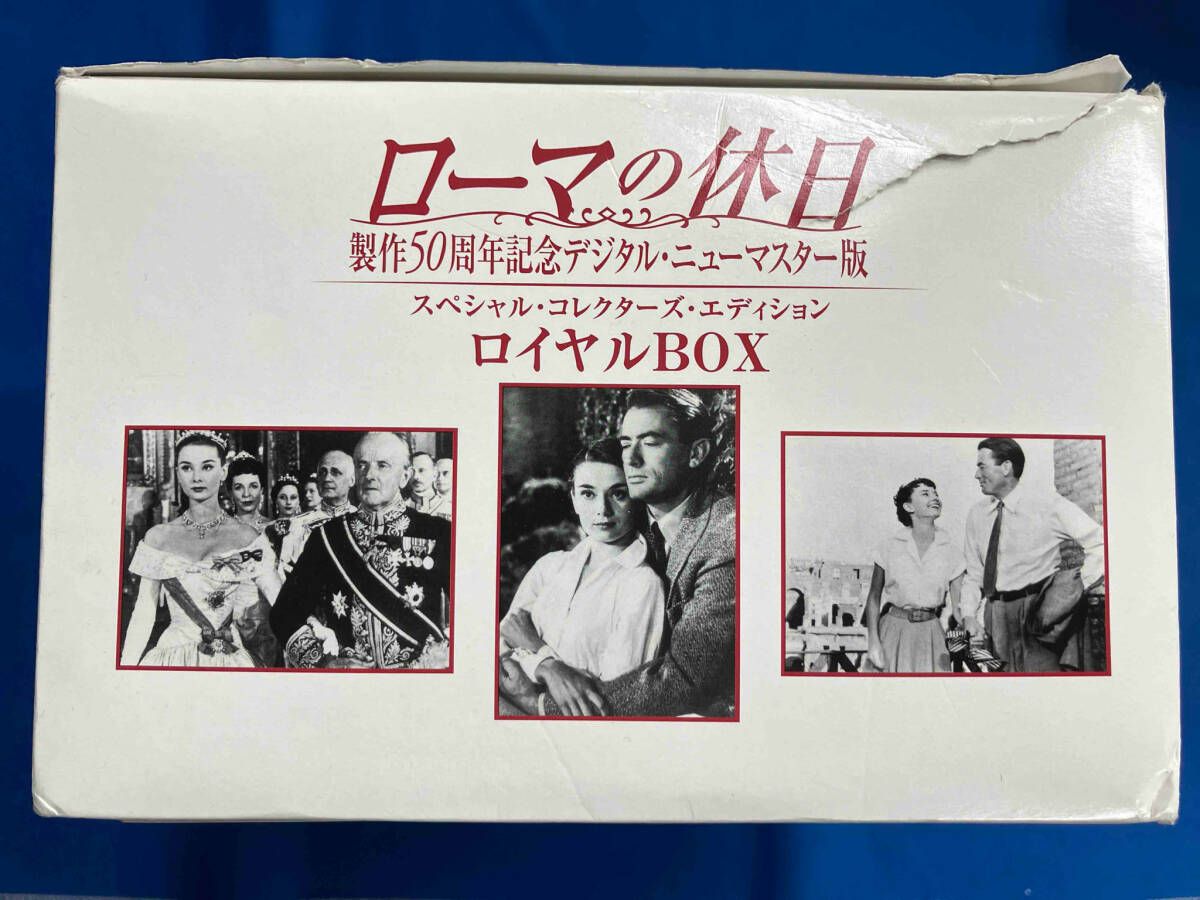 ローマの休日
製作50周年記念デジタル・ニューマスター版
スペシャル・コレクターズ・エディション
ロイヤルBOX